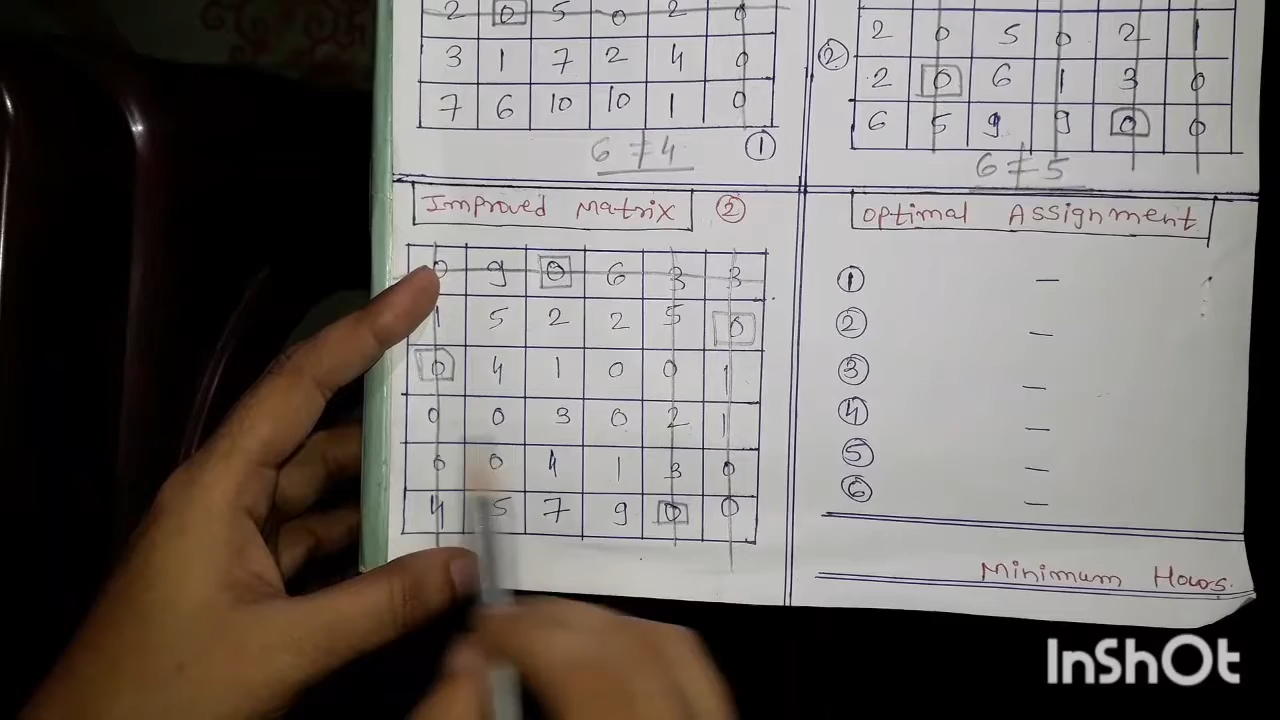 2 0 5 0 2 0
3 1 7 2 4 0
7 6 10 10 1 0
6 ≠ 4 ①
2 0 5 0 2 1
② 2 0 6 1 3 0
6 5 9 9 0 0
6 ≠ 5
Improved Matrix ②
0 9 0 6 3 3
1 5 2 2 5 0
0 4 1 0 0 1
0 0 3 0 2 1
0 0 4 1 3 0
4 5 7 9 0 0
Optimal Assignment
① —
② —
③ —
④ —
⑤ —
⑥ —
Minimum Hours.
InShOt